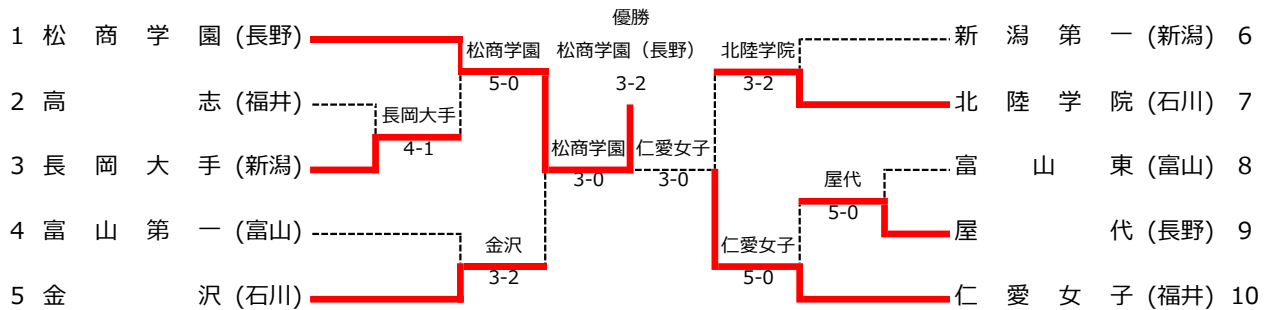 優勝
1 松商学園 (長野) 松商学園 松商学園(長野) 北陸学院 新潟第一 (新潟) 6
5-0 3-2 3-2
2 高志 (福井) 長岡大手 北陸学院 (石川) 7
4-1 松商学園 仁愛女子
3 長岡大手 (新潟) 3-0 3-0 屋代 富山東 (富山) 8
5-0
4 富山第一 (富山) 金沢 仁愛女子 屋代 (長野) 9
3-2 5-0
5 金沢 (石川) 仁愛女子 (福井) 10